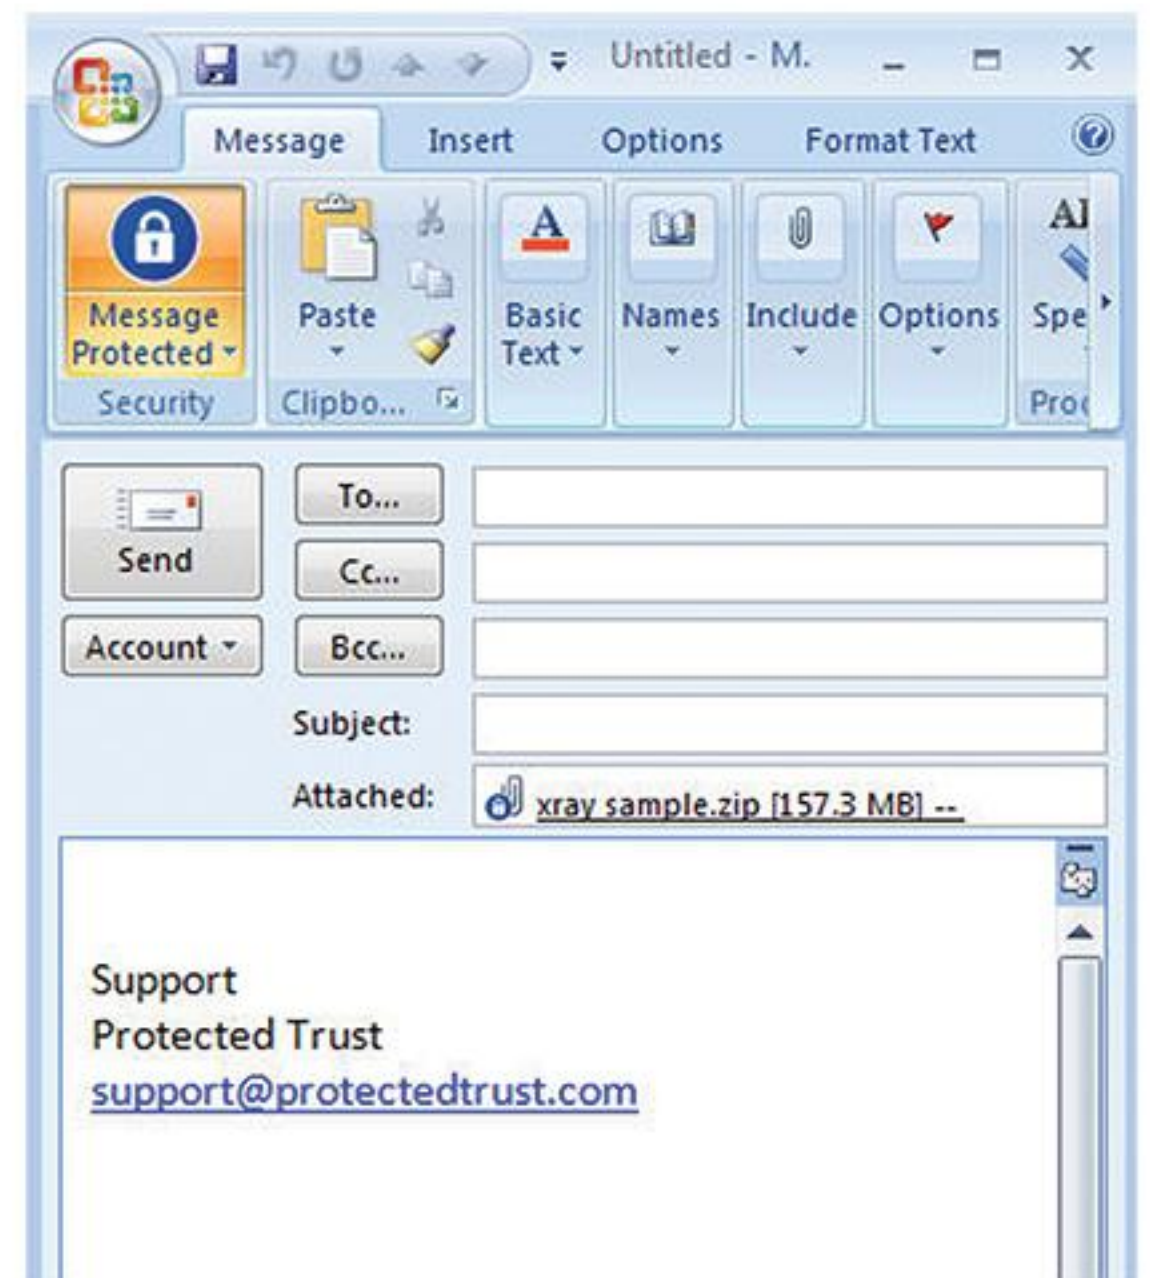 Untitled - M.
Message Insert Options Format Text
Message Protected
Paste
Basic Text
Names
Include
Options
Security
Clipbo...
To...
Send
Cc...
Account
Bcc...
Subject:
Attached: xray sample.zip [157.3 MB] --
Support
Protected Trust
support@protectedtrust.com